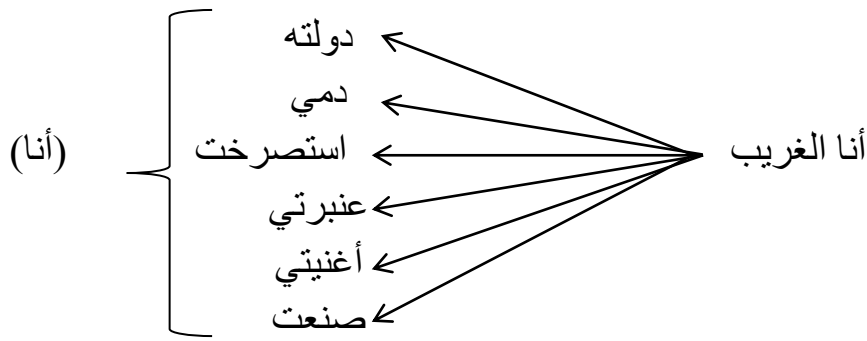 أنا الغريب
دولته
دمي
استصرخت
عنبرتي
أغنيتي
صنعت
(أنا)